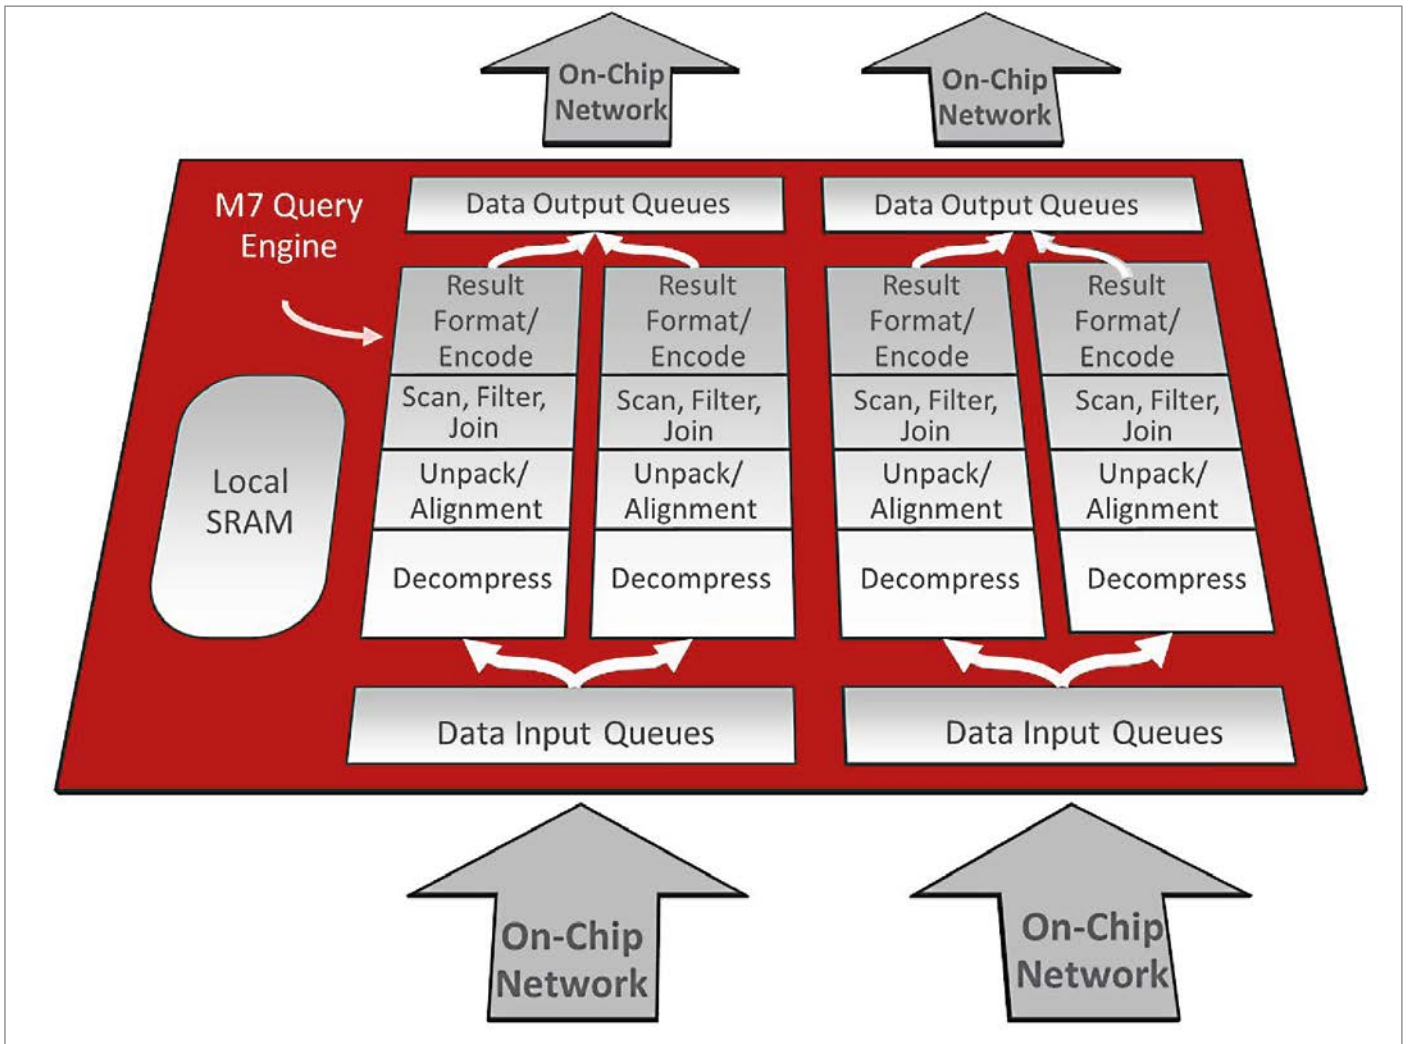 On-Chip
Network
On-Chip
Network
M7 Query
Engine
Data Output Queues
Data Output Queues
Result
Format/
Encode
Scan, Filter,
Join
Unpack/
Alignment
Decompress
Result
Format/
Encode
Scan, Filter,
Join
Unpack/
Alignment
Decompress
Result
Format/
Encode
Scan, Filter,
Join
Unpack/
Alignment
Decompress
Result
Format/
Encode
Scan, Filter,
Join
Unpack/
Alignment
Decompress
Local
SRAM
Data Input Queues
Data Input Queues
On-Chip
Network
On-Chip
Network